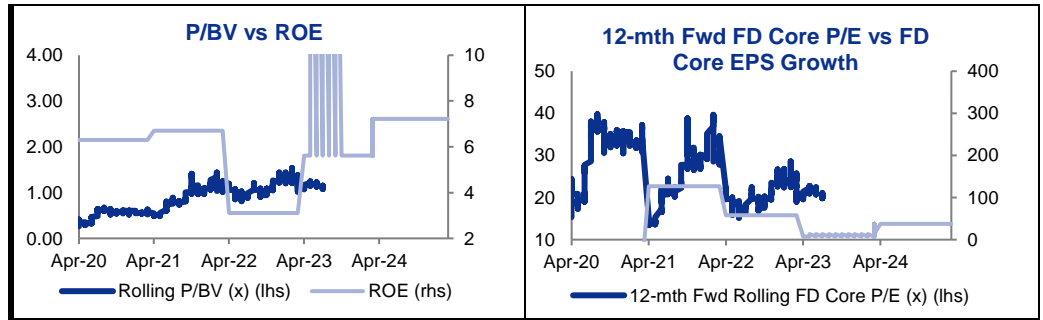 P/BV vs ROE
4.00
3.00
2.00
1.00
0.00
10
8
6
4
2
Apr-20 Apr-21 Apr-22 Apr-23 Apr-24
Rolling P/BV (x) (lhs) ROE (rhs)
12-mth Fwd FD Core P/E vs FD
Core EPS Growth
50
40
30
20
10
400
300
200
100
0
Apr-20 Apr-21 Apr-22 Apr-23 Apr-24
12-mth Fwd Rolling FD Core P/E (x) (lhs)